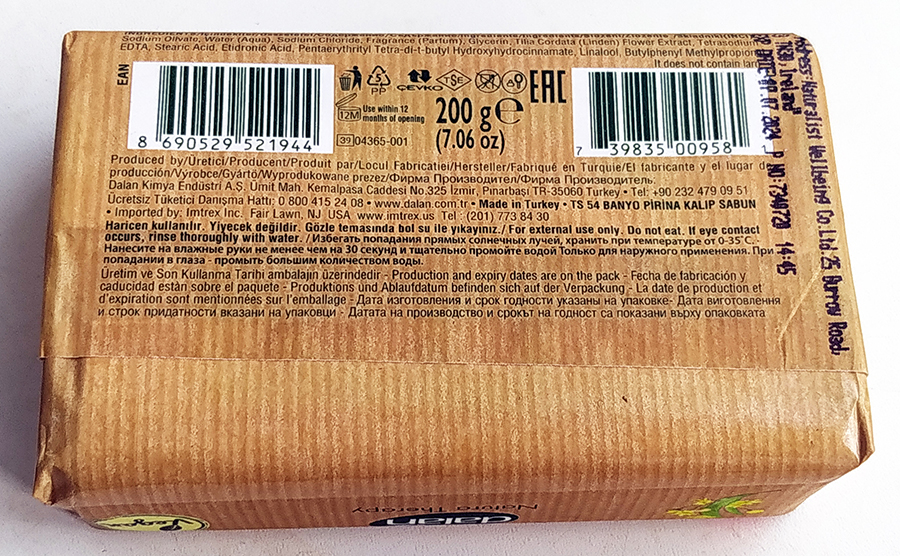 Sodium Olivate, Water (Aqua), Sodium Chloride, Fragrance (Parfum), Glycerin, Tilia Cordata (Linden) Flower Extract, Tetrasodium
EDTA, Stearic Acid, Etidronic Acid, Pentaerythrityl Tetra-di-t-butyl Hydroxyhydrocinnamate, Linalool, Butylphenyl Methylpropion
It does not contain
EAN
8 690529 521944
5
PP
ÇEVKO
TSE
EAC
12M
Use within 12
months of opening
39 04365-001
200 g e
(7.06 oz)
7 39835 00958 1
Produced by/Üretici/Producent/Produit par/Locul Fabricatiei/Hersteller/Fabriqué en Turquie/El fabricante y el lugar de
producción/Vyrobce/Gyártó/Wyprodukowane przez/Фирма Производител/Фирма Производитель:
Dalan Kimya Endüstri A.Ş. Ümit Mah. Kemalpaşa Caddesi No.325 İzmir, Pınarbaşı TR-35060 Turkey • Tel: +90 232 479 09 51
Ücretsiz Tüketici Danışma Hattı: 0 800 415 24 08 • www.dalan.com.tr • Made in Turkey • TS 54 BANYO PİRİNA KALIP SABUN
• Imported by: Imtrex Inc. Fair Lawn, NJ USA www.imtrex.us Tel : (201) 773 84 30
Haricen kullanılır. Yiyecek değildir. Gözle temasında bol su ile yıkayınız./ For external use only. Do not eat. If eye contact
occurs, rinse thoroughly with water. / Избегать попадания прямых солнечных лучей, хранить при температуре от 0-35˚C.
Нанесите на влажные руки не менее чем на 30 секунд и тщательно промойте водой Только для наружного применения. При
попадании в глаза - промыть большим количеством воды.
Üretim ve Son Kullanma Tarihi ambalajın üzerindedir - Production and expiry dates are on the pack - Fecha de fabricación y
caducidad están sobre el paquete - Produktions und Ablaufdatum befinden sich auf der Verpackung - La date de production et
d'expiration sont mentionnées sur l'emballage - Дата изготовления и срок годности указаны на упаковке- Дата виготовлення
и строк придатности вказани на упаковци - Датата на производство и срокът на годност са показани върху опаковката
Naturalist Wellbeing Co Ltd 25 Burrow Road,
Ireland
P NO: 740720 14:45
dalan
Natura Therapy